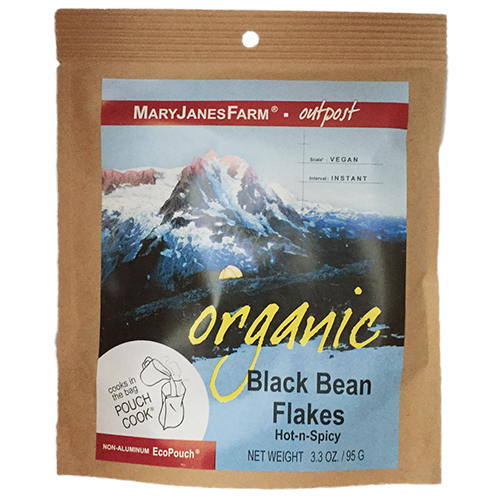 MARYJANESFARM® ▪ outpost
Scale*: VEGAN
Interval: INSTANT
organic
Black Bean
Flakes
Hot-n-Spicy
NET WEIGHT 3.3 OZ. / 95 G
cooks in
the bag
POUCH
COOK®
NON-ALUMINUM EcoPouch®